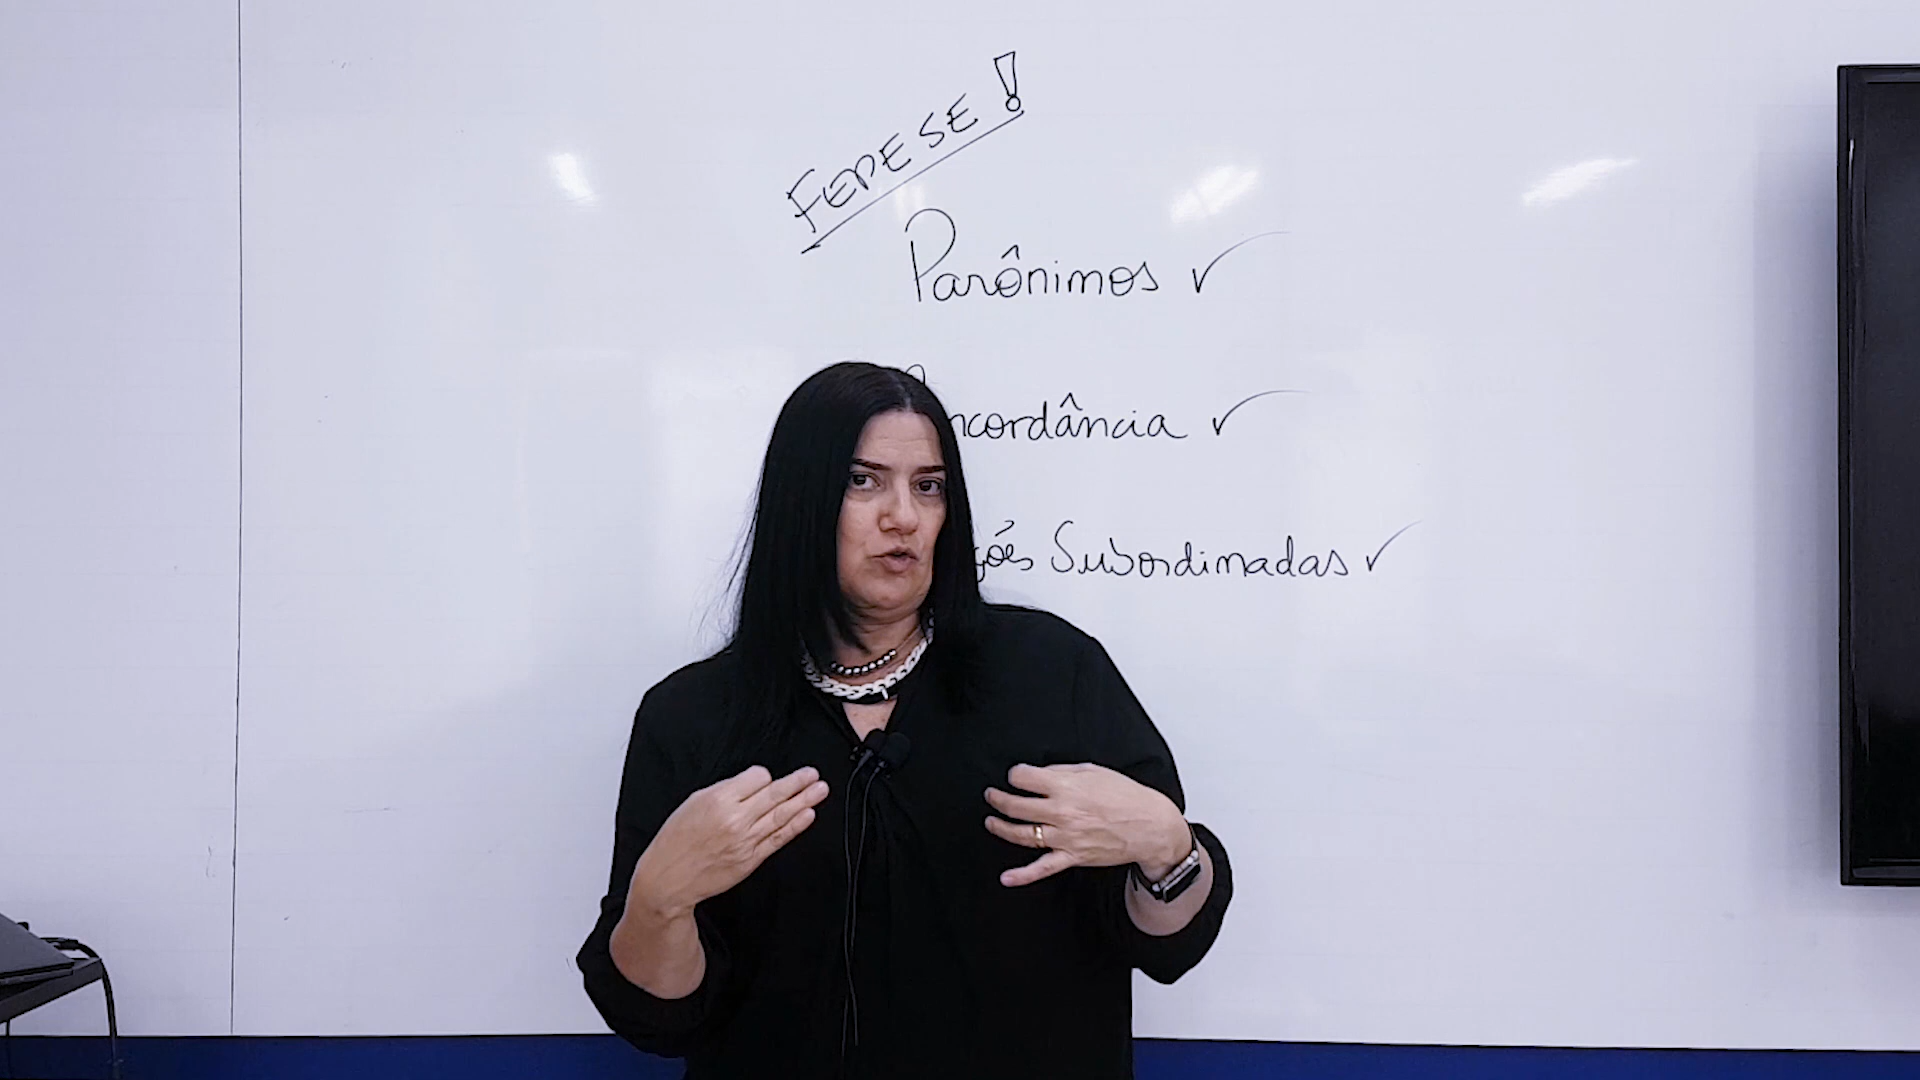 FEPESE!
Parônimos ✓
ncordância ✓
ções Subordinadas ✓